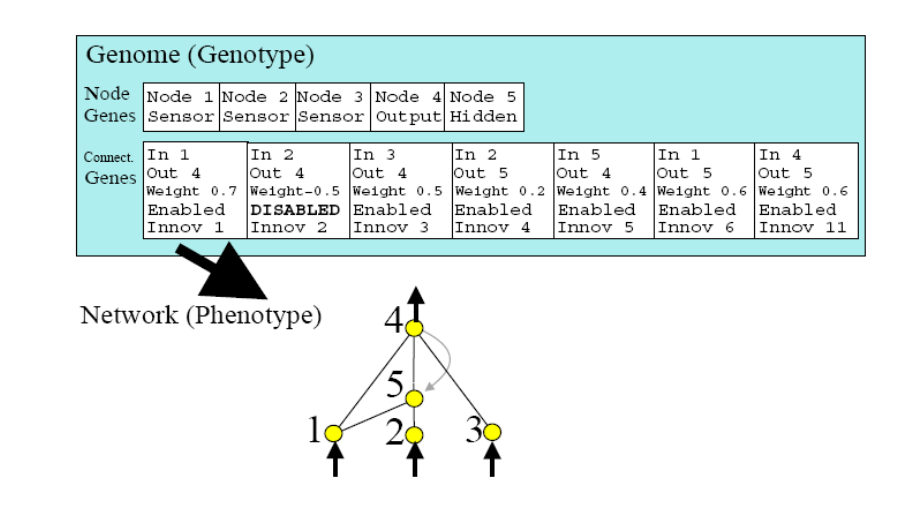 Genome (Genotype)
Node Genes
Node 1 Sensor
Node 2 Sensor
Node 3 Sensor
Node 4 Output
Node 5 Hidden
Connect. Genes
In 1
Out 4
Weight 0.7
Enabled
Innov 1
In 2
Out 4
Weight-0.5
DISABLED
Innov 2
In 3
Out 4
Weight 0.5
Enabled
Innov 3
In 2
Out 5
Weight 0.2
Enabled
Innov 4
In 5
Out 4
Weight 0.4
Enabled
Innov 5
In 1
Out 5
Weight 0.6
Enabled
Innov 6
In 4
Out 5
Weight 0.6
Enabled
Innov 11
Network (Phenotype)
4
5
1
2
3